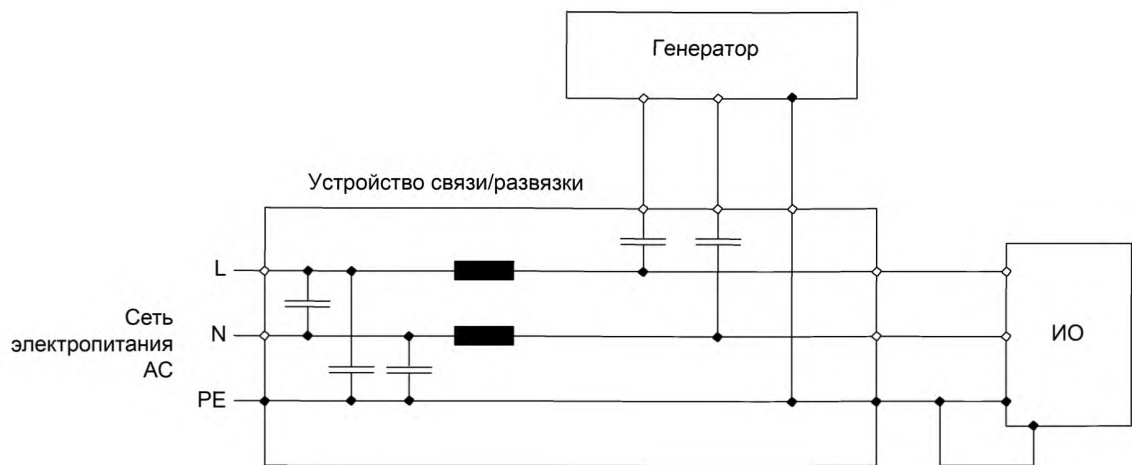 Генератор
Устройство связи/развязки
L
Сеть
электропитания
AC
N
PE
ИО